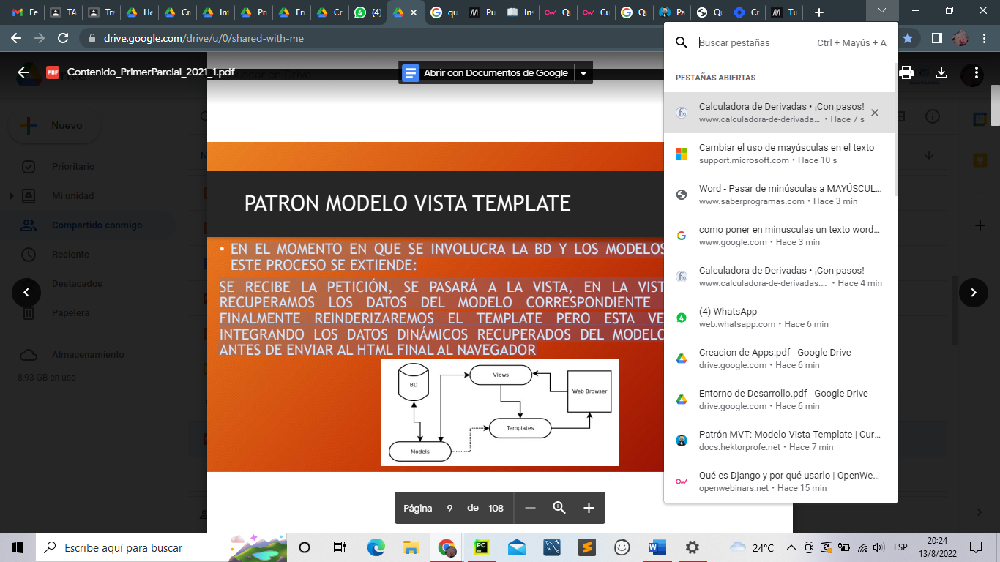 Fe
TA
Tra
He
Cr
Int
Pr
En
Cr
(4)
qu
Pu
Ins
Qu
Cu
Qu
Pa
Qu
Cr
Tu
drive.google.com/drive/u/0/shared-with-me
Contenido_PrimerParcial_2021_1.pdf
Abrir con Documentos de Google
Nuevo
Prioritario
Mi unidad
Compartido conmigo
Reciente
Destacados
Papelera
Almacenamiento
8,93 GB en uso
PATRON MODELO VISTA TEMPLATE
• EN EL MOMENTO EN QUE SE INVOLUCRA LA BD Y LOS MODELOS
ESTE PROCESO SE EXTIENDE:
SE RECIBE LA PETICIÓN, SE PASARÁ A LA VISTA, EN LA VIST
RECUPERAMOS LOS DATOS DEL MODELO CORRESPONDIENTE
FINALMENTE REINDERIZAREMOS EL TEMPLATE PERO ESTA VE
INTEGRANDO LOS DATOS DINÁMICOS RECUPERADOS DEL MODELO
ANTES DE ENVIAR AL HTML FINAL AL NAVEGADOR
BD
Views
Web Browser
Templates
Models
Página 9 de 108
Buscar pestañas Ctrl + Mayús + A
PESTAÑAS ABIERTAS
Calculadora de Derivadas • ¡Con pasos!
www.calculadora-de-derivada... • Hace 7 s
Cambiar el uso de mayúsculas en el texto
support.microsoft.com • Hace 10 s
Word - Pasar de minúsculas a MAYÚSCUL...
www.saberprogramas.com • Hace 3 min
como poner en minusculas un texto word...
www.google.com • Hace 3 min
Calculadora de Derivadas • ¡Con pasos!
www.calculadora-de-derivadas.... • Hace 4 min
(4) WhatsApp
web.whatsapp.com • Hace 6 min
Creacion de Apps.pdf - Google Drive
drive.google.com • Hace 6 min
Entorno de Desarrollo.pdf - Google Drive
drive.google.com • Hace 6 min
Patrón MVT: Modelo-Vista-Template | Cur...
docs.hektorprofe.net • Hace 7 min
Qué es Django y por qué usarlo | OpenWe...
openwebinars.net • Hace 15 min
Escribe aquí para buscar
24°C
ESP
20:24
13/8/2022